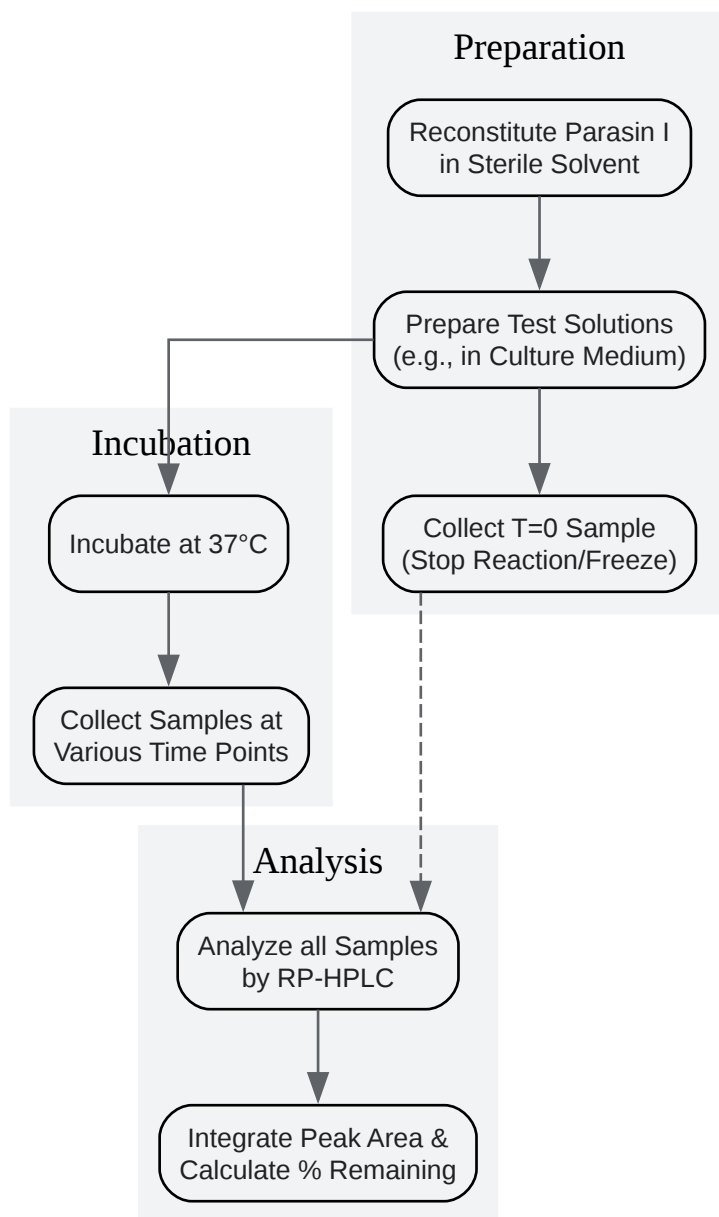 Preparation
Reconstitute Parasin I
in Sterile Solvent
Prepare Test Solutions
(e.g., in Culture Medium)
Incubation
Incubate at 37°C
Collect T=0 Sample
(Stop Reaction/Freeze)
Collect Samples at
Various Time Points
Analysis
Analyze all Samples
by RP-HPLC
Integrate Peak Area &
Calculate % Remaining